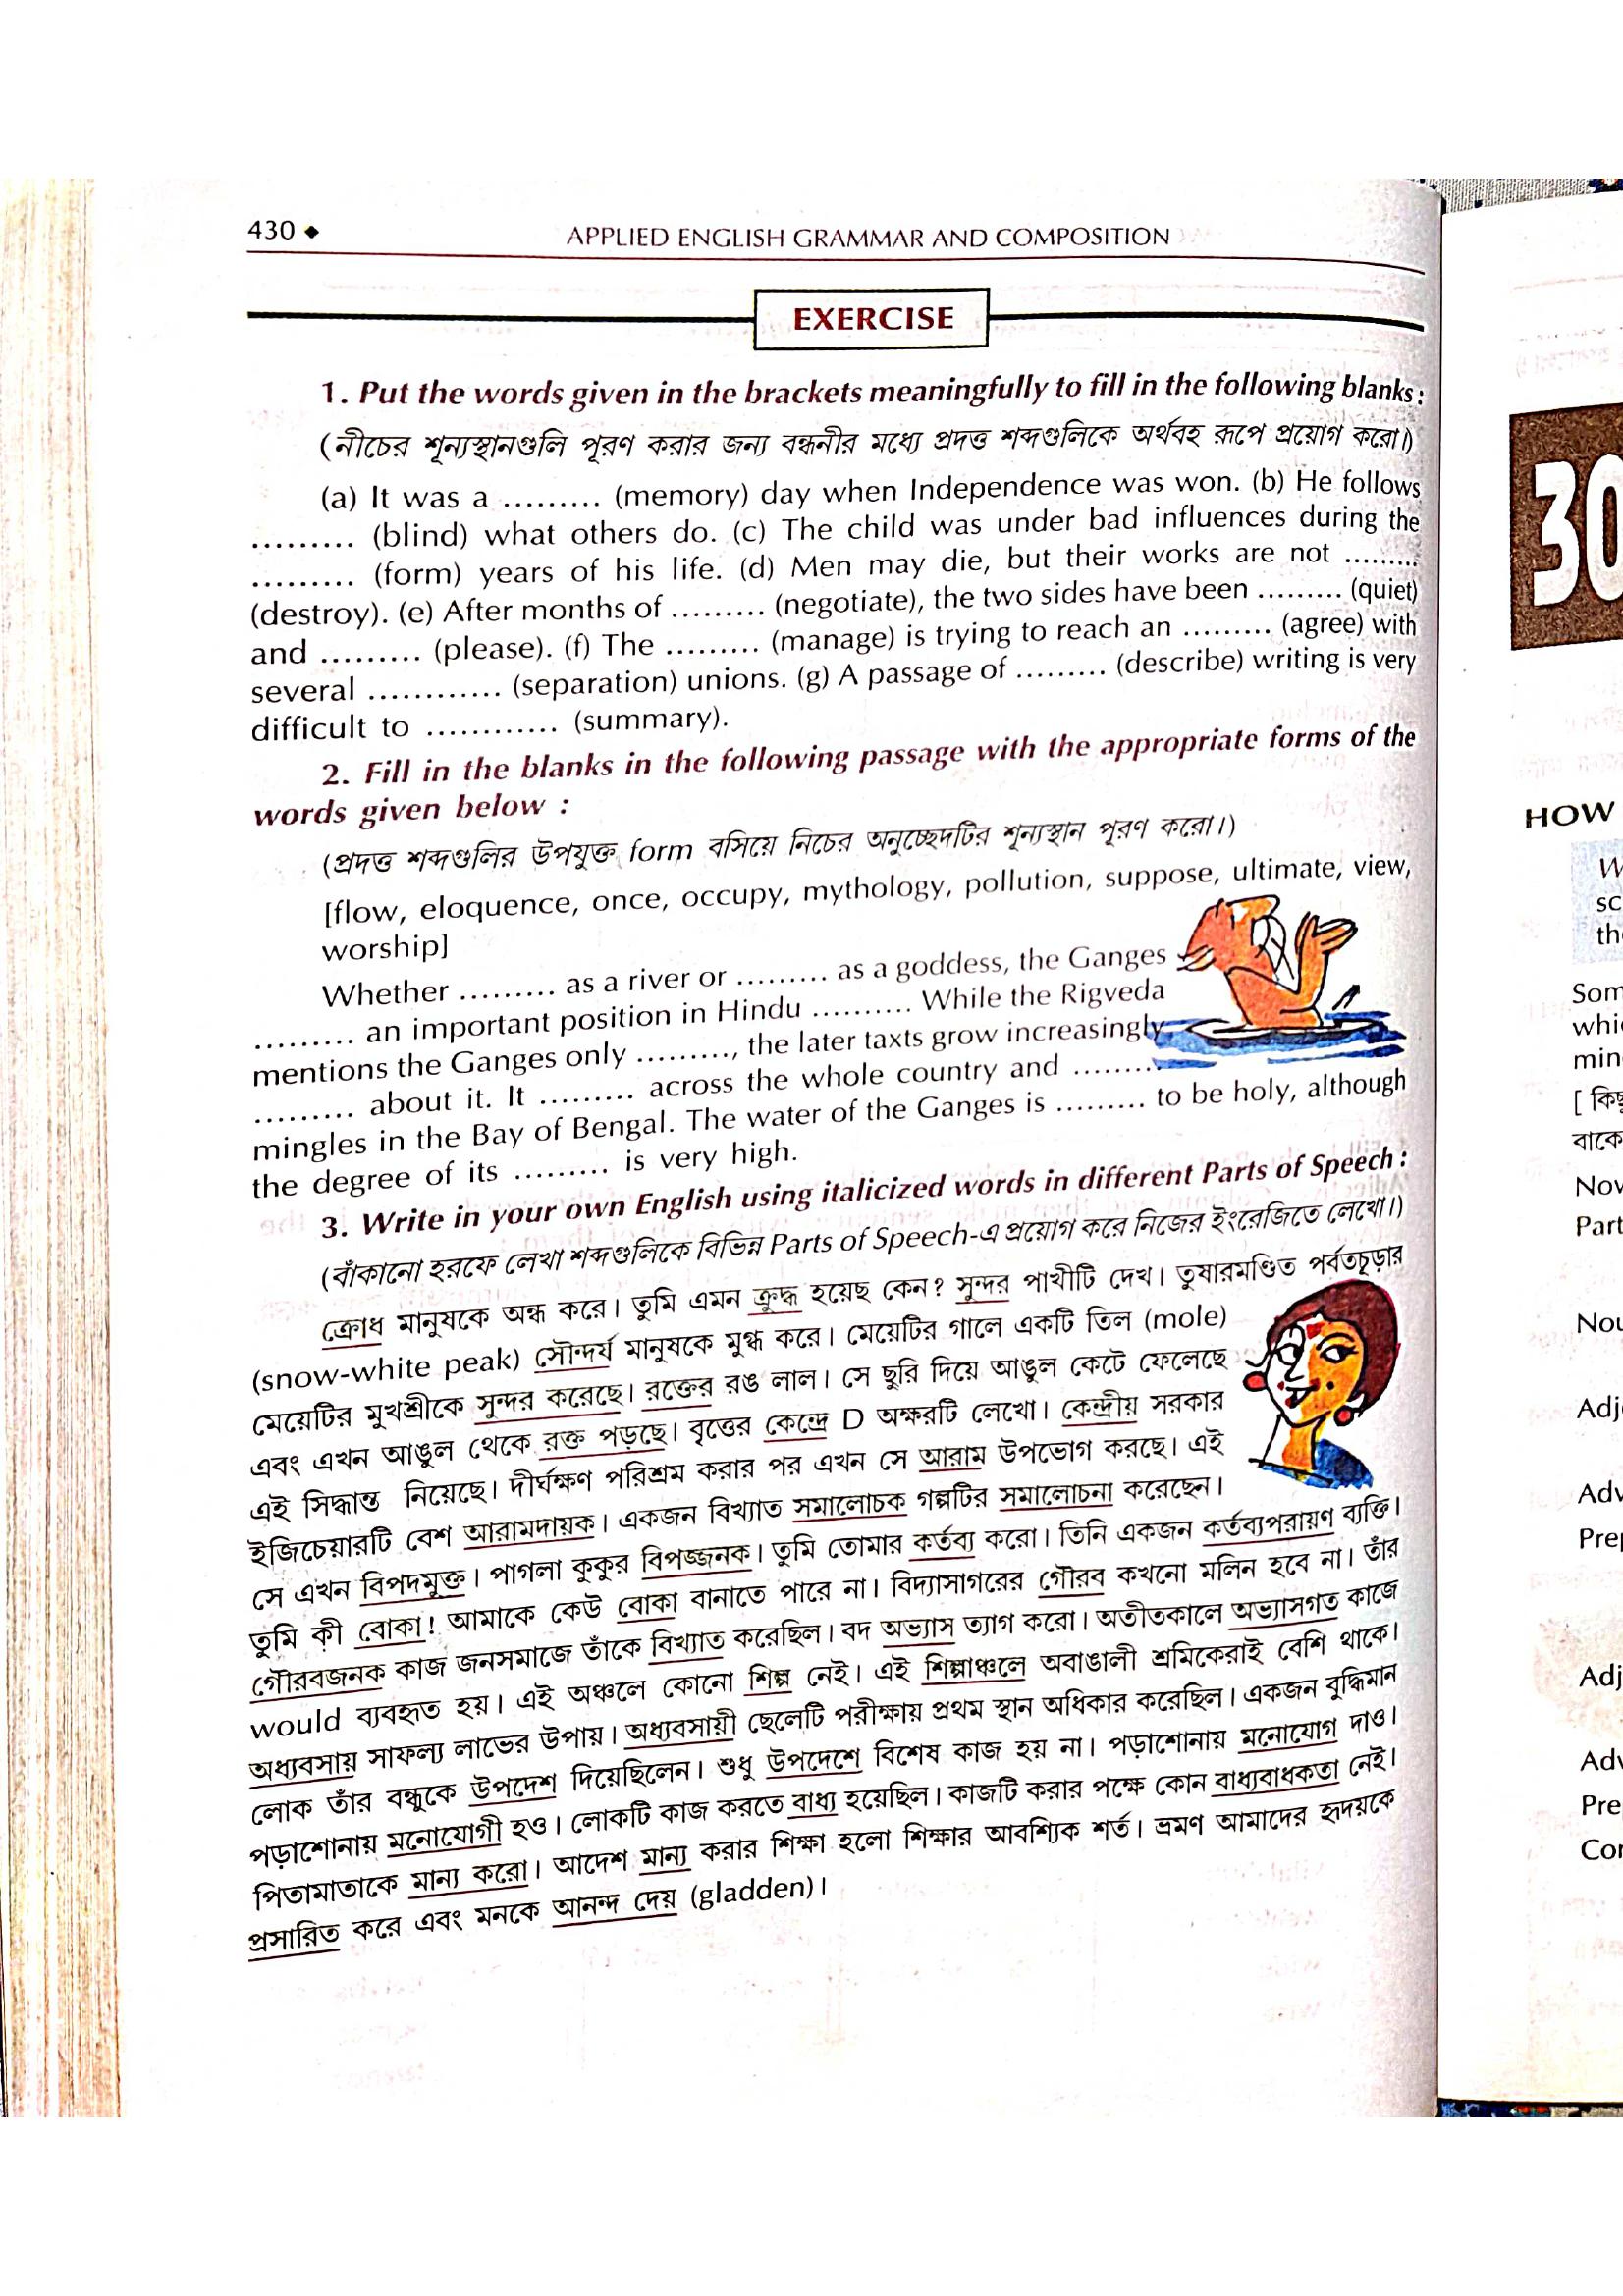 430 ◆
APPLIED ENGLISH GRAMMAR AND COMPOSITION
EXERCISE
1. Put the words given in the brackets meaningfully to fill in the following blanks :
(নীচের শূন্যস্থানগুলি পূরণ করার জন্য বন্ধনীর মধ্যে প্রদত্ত শব্দগুলিকে অর্থবহ রূপে প্রয়োগ করো।)
(a) It was a ......... (memory) day when Independence was won. (b) He follows
......... (blind) what others do. (c) The child was under bad influences during the
......... (form) years of his life. (d) Men may die, but their works are not .........
(destroy). (e) After months of ......... (negotiate), the two sides have been ......... (quiet)
and ......... (please). (f) The ......... (manage) is trying to reach an ......... (agree) with
several ............ (separation) unions. (g) A passage of ......... (describe) writing is very
difficult to ............ (summary).
2. Fill in the blanks in the following passage with the appropriate forms of the
words given below :
(প্রদত্ত শব্দগুলির উপযুক্ত form বসিয়ে নিচের অনুচ্ছেদটির শূন্যস্থান পূরণ করো।)
[flow, eloquence, once, occupy, mythology, pollution, suppose, ultimate, view,
worship]
Whether ......... as a river or ......... as a goddess, the Ganges
......... an important position in Hindu .......... While the Rigveda
mentions the Ganges only ........., the later taxts grow increasingly
......... about it. It ......... across the whole country and .........
mingles in the Bay of Bengal. The water of the Ganges is ......... to be holy, although
the degree of its ......... is very high.
3. Write in your own English using italicized words in different Parts of Speech :
(বাঁকানো হরফে লেখা শব্দগুলিকে বিভিন্ন Parts of Speech-এ প্রয়োগ করে নিজের ইংরেজিতে লেখো।)
ক্রোধ মানুষকে অন্ধ করে। তুমি এমন ক্রুদ্ধ হয়েছ কেন? সুন্দর পাখীটি দেখ। তুষারমণ্ডিত পর্বতচূড়ার
(snow-white peak) সৌন্দর্য মানুষকে মুগ্ধ করে। মেয়েটির গালে একটি তিল (mole)
মেয়েটির মুখশ্রীকে সুন্দর করেছে। রক্তের রঙ লাল। সে ছুরি দিয়ে আঙুল কেটে ফেলেছে
এবং এখন আঙুল থেকে রক্ত পড়ছে। বৃত্তের কেন্দ্রে D অক্ষরটি লেখো। কেন্দ্রীয় সরকার
এই সিদ্ধান্ত নিয়েছে। দীর্ঘক্ষণ পরিশ্রম করার পর এখন সে আরাম উপভোগ করছে। এই
ইজিচেয়ারটি বেশ আরামদায়ক। একজন বিখ্যাত সমালোচক গল্পটির সমালোচনা করেছেন।
সে এখন বিপদমুক্ত। পাগলা কুকুর বিপজ্জনক। তুমি তোমার কর্তব্য করো। তিনি একজন কর্তব্যপরায়ণ ব্যক্তি।
তুমি কী বোকা! আমাকে কেউ বোকা বানাতে পারে না। বিদ্যাসাগরের গৌরব কখনো মলিন হবে না। তাঁর
গৌরবজনক কাজ জনসমাজে তাঁকে বিখ্যাত করেছিল। বদ অভ্যাস ত্যাগ করো। অতীতকালে অভ্যাসগত কাজে
would ব্যবহৃত হয়। এই অঞ্চলে কোনো শিল্প নেই। এই শিল্পাঞ্চলে অবাঙালী শ্রমিকেরাই বেশি থাকে।
অধ্যবসায় সাফল্য লাভের উপায়। অধ্যবসায়ী ছেলেটি পরীক্ষায় প্রথম স্থান অধিকার করেছিল। একজন বুদ্ধিমান
লোক তাঁর বন্ধুকে উপদেশ দিয়েছিলেন। শুধু উপদেশে বিশেষ কাজ হয় না। পড়াশোনায় মনোযোগ দাও।
পড়াশোনায় মনোযোগী হও। লোকটি কাজ করতে বাধ্য হয়েছিল। কাজটি করার পক্ষে কোন বাধ্যবাধকতা নেই।
পিতামাতাকে মান্য করো। আদেশ মান্য করার শিক্ষা হলো শিক্ষার আবশ্যিক শর্ত। ভ্রমণ আমাদের হৃদয়কে
প্রসারিত করে এবং মনকে আনন্দ দেয় (gladden)।
30
HOW
Som
whi
min
[ কিছু
বাকে
Nov
Part
Nou
Adj
Adv
Prep
Adj
Adv
Pre
Con